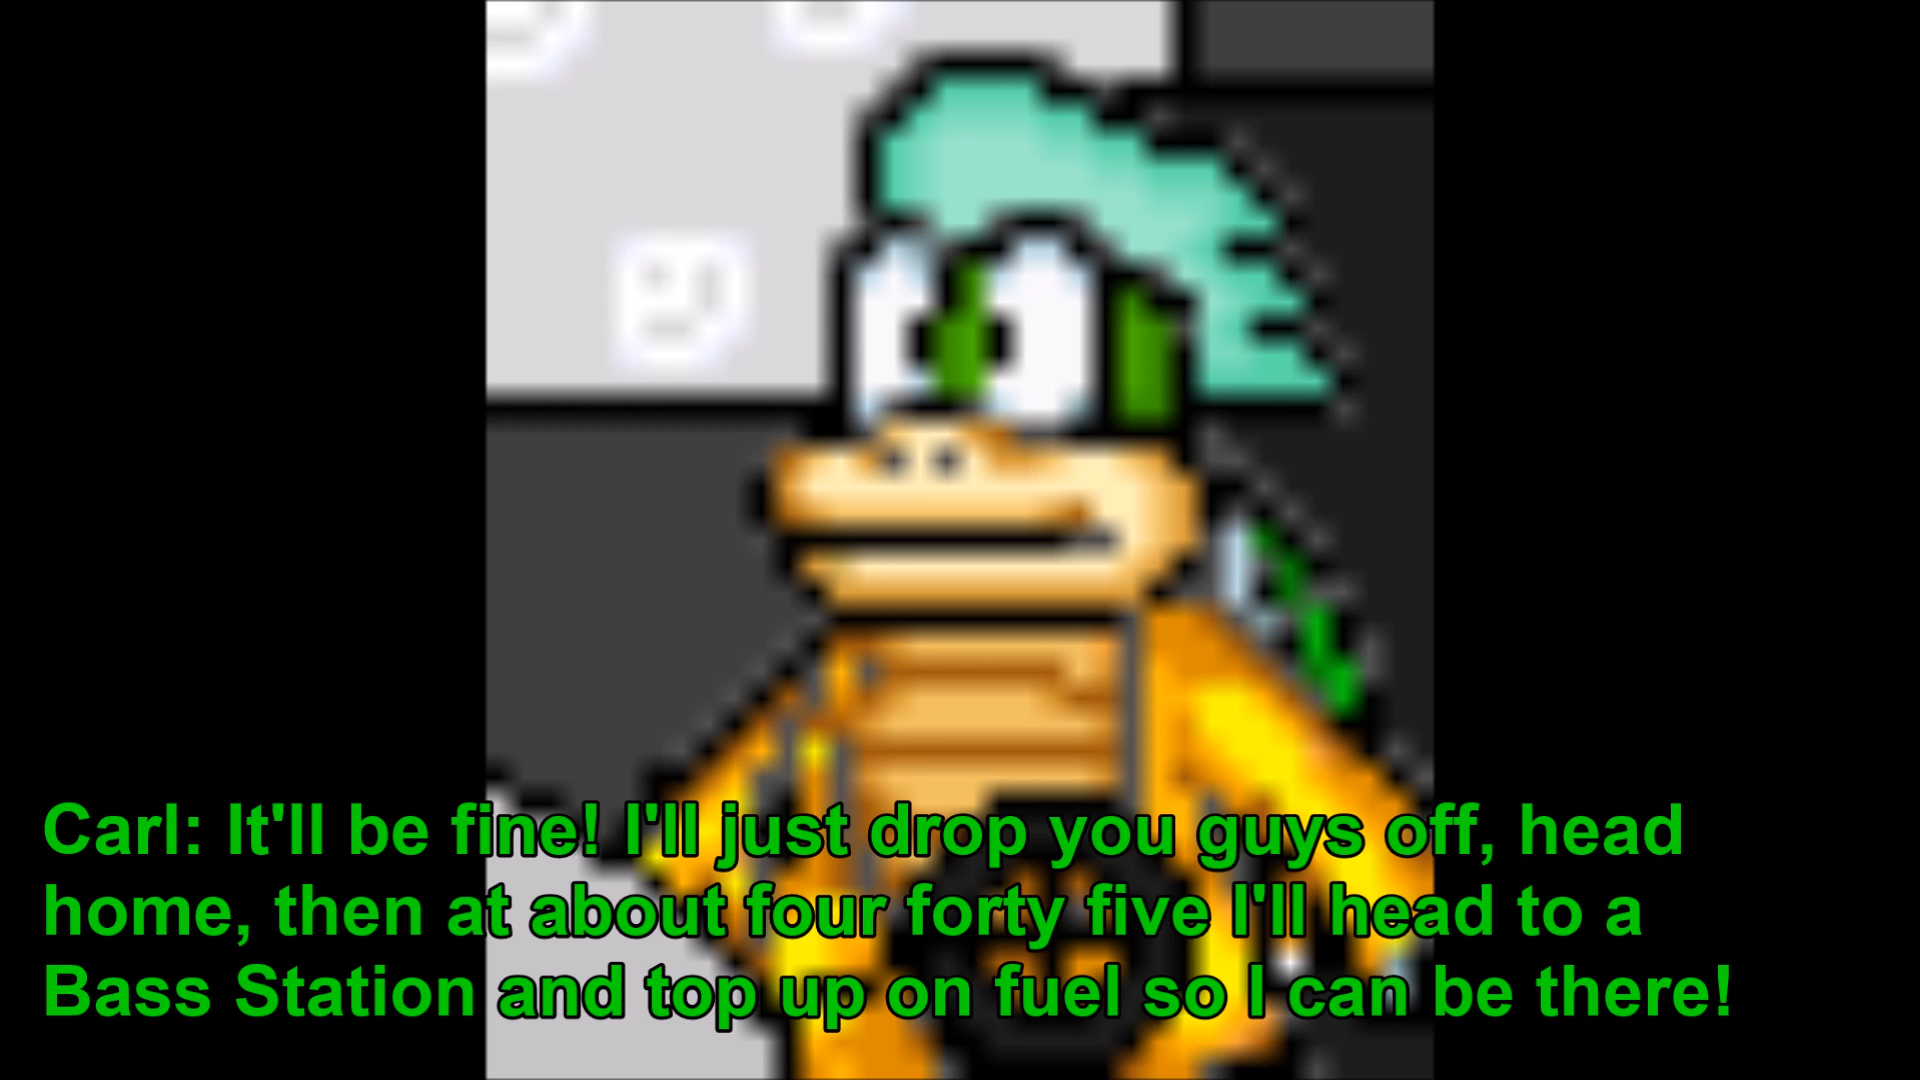 Carl: It'll be fine! I'll just drop you guys off, head
home, then at about four forty five I'll head to a
Bass Station and top up on fuel so I can be there!